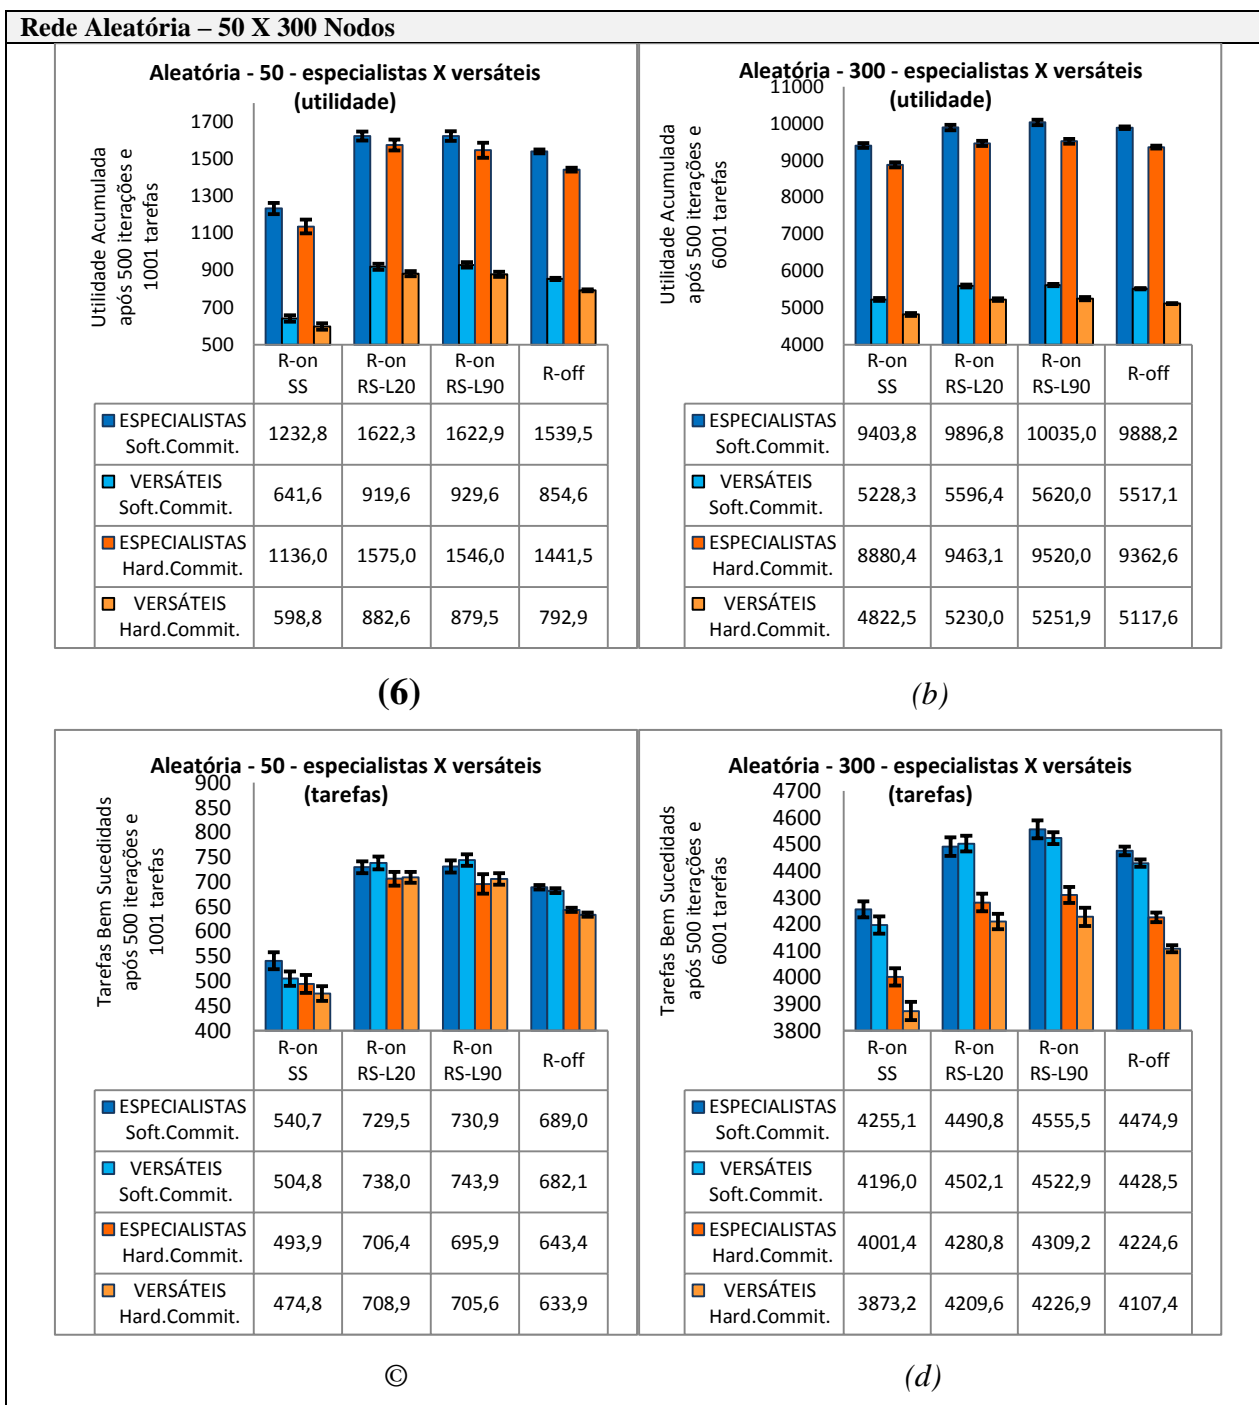 Rede Aleatória – 50 X 300 Nodos
Aleatória - 50 - especialistas X versáteis
(utilidade)
Utilidade Acumulada
após 500 iterações e
1001 tarefas
1700
1500
1300
1100
900
700
500
R-on
SS
R-on
RS-L20
R-on
RS-L90
R-off
ESPECIALISTAS
Soft.Commit.
1232,8 1622,3 1622,9 1539,5
VERSÁTEIS
Soft.Commit.
641,6 919,6 929,6 854,6
ESPECIALISTAS
Hard.Commit.
1136,0 1575,0 1546,0 1441,5
VERSÁTEIS
Hard.Commit.
598,8 882,6 879,5 792,9
(6)
Aleatória - 300 - especialistas X versáteis
(utilidade)
Utilidade Acumulada
após 500 iterações e
6001 tarefas
11000
10000
9000
8000
7000
6000
5000
4000
R-on
SS
R-on
RS-L20
R-on
RS-L90
R-off
ESPECIALISTAS
Soft.Commit.
9403,8 9896,8 10035,0 9888,2
VERSÁTEIS
Soft.Commit.
5228,3 5596,4 5620,0 5517,1
ESPECIALISTAS
Hard.Commit.
8880,4 9463,1 9520,0 9362,6
VERSÁTEIS
Hard.Commit.
4822,5 5230,0 5251,9 5117,6
(b)
Aleatória - 50 - especialistas X versáteis
(tarefas)
Tarefas Bem Sucedidads
após 500 iterações e
1001 tarefas
900
850
800
750
700
650
600
550
500
450
400
R-on
SS
R-on
RS-L20
R-on
RS-L90
R-off
ESPECIALISTAS
Soft.Commit.
540,7 729,5 730,9 689,0
VERSÁTEIS
Soft.Commit.
504,8 738,0 743,9 682,1
ESPECIALISTAS
Hard.Commit.
493,9 706,4 695,9 643,4
VERSÁTEIS
Hard.Commit.
474,8 708,9 705,6 633,9
©
Aleatória - 300 - especialistas X versáteis
(tarefas)
Tarefas Bem Sucedidads
após 500 iterações e
6001 tarefas
4700
4600
4500
4400
4300
4200
4100
4000
3900
3800
R-on
SS
R-on
RS-L20
R-on
RS-L90
R-off
ESPECIALISTAS
Soft.Commit.
4255,1 4490,8 4555,5 4474,9
VERSÁTEIS
Soft.Commit.
4196,0 4502,1 4522,9 4428,5
ESPECIALISTAS
Hard.Commit.
4001,4 4280,8 4309,2 4224,6
VERSÁTEIS
Hard.Commit.
3873,2 4209,6 4226,9 4107,4
(d)